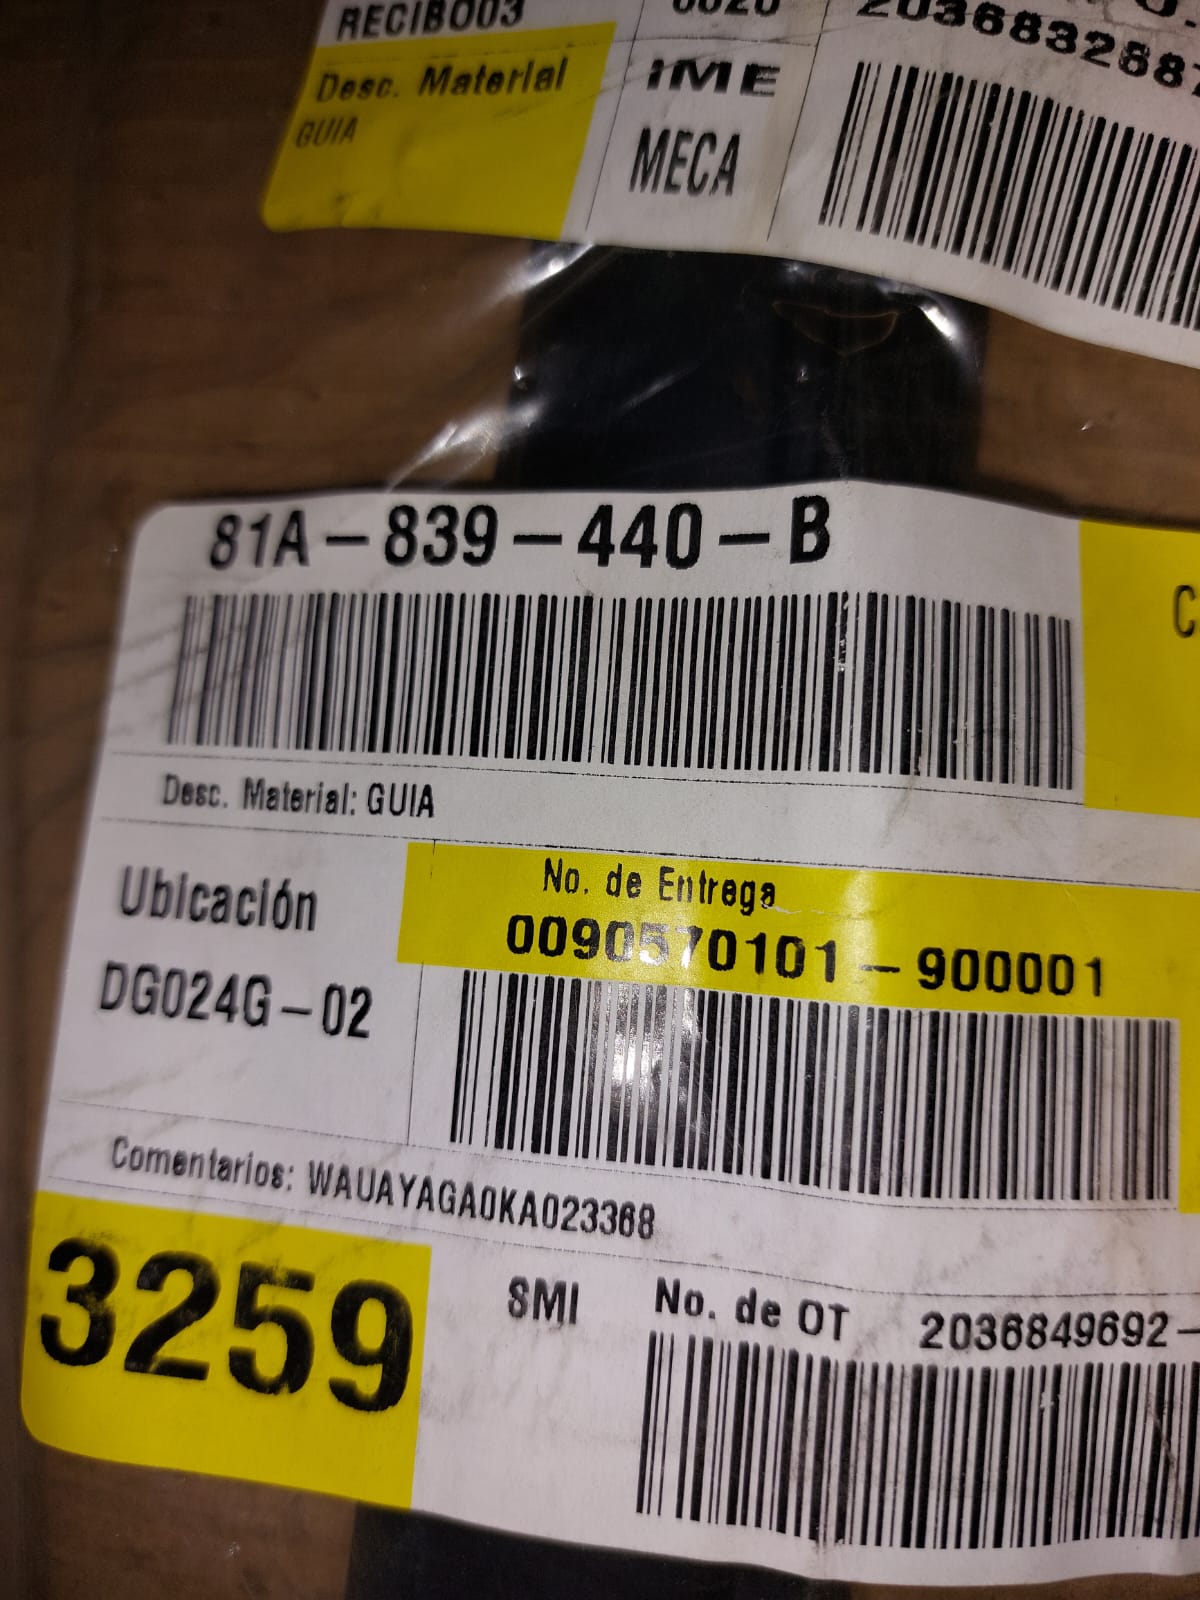 RECIBO03
0020
Desc. Material
GUIA
IME
MECA
81A-839-440-B
C
Desc. Material: GUIA
Ubicación
DG024G-02
No. de Entrega
0090570101-900001
Comentarios: WAUAYAGA0KA023368
3259
SMI
No. de OT 2036849692-